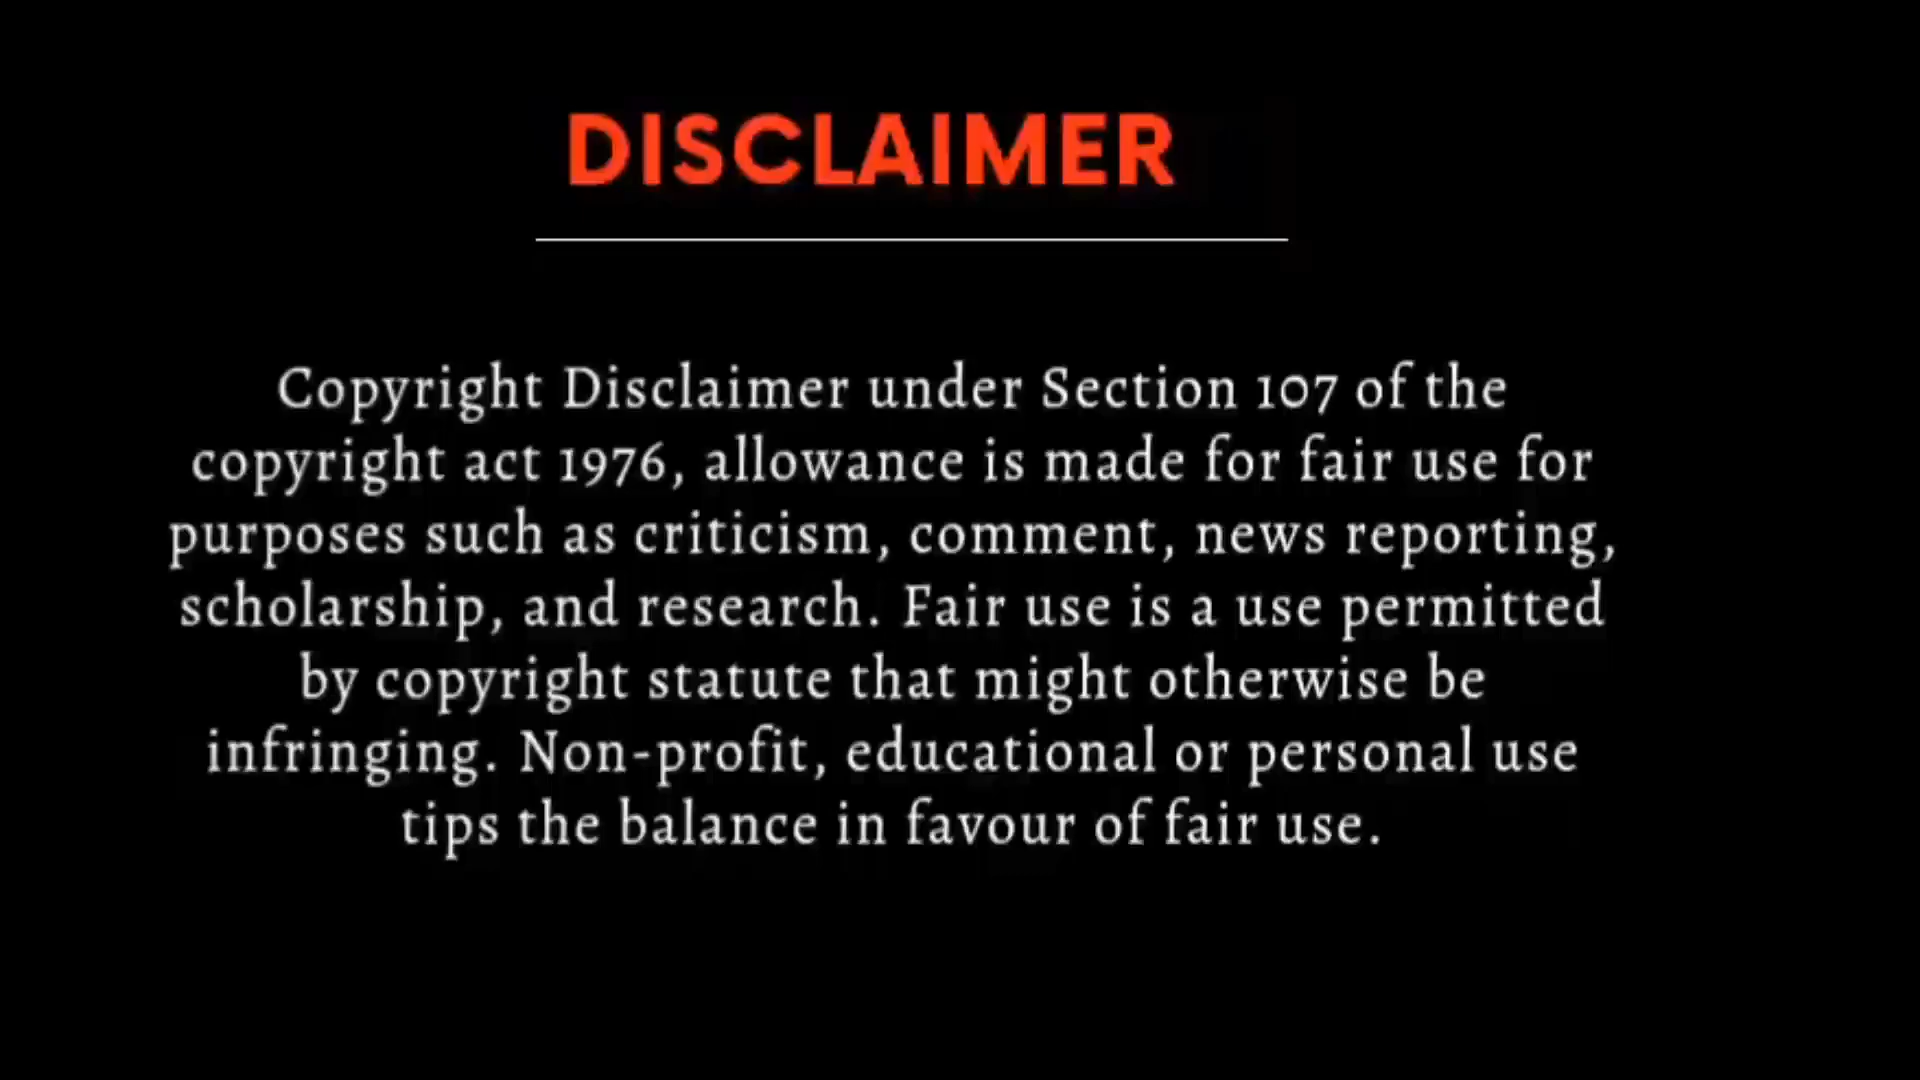 DISCLAIMER
Copyright Disclaimer under Section 107 of the
copyright act 1976, allowance is made for fair use for
purposes such as criticism, comment, news reporting,
scholarship, and research. Fair use is a use permitted
by copyright statute that might otherwise be
infringing. Non-profit, educational or personal use
tips the balance in favour of fair use.